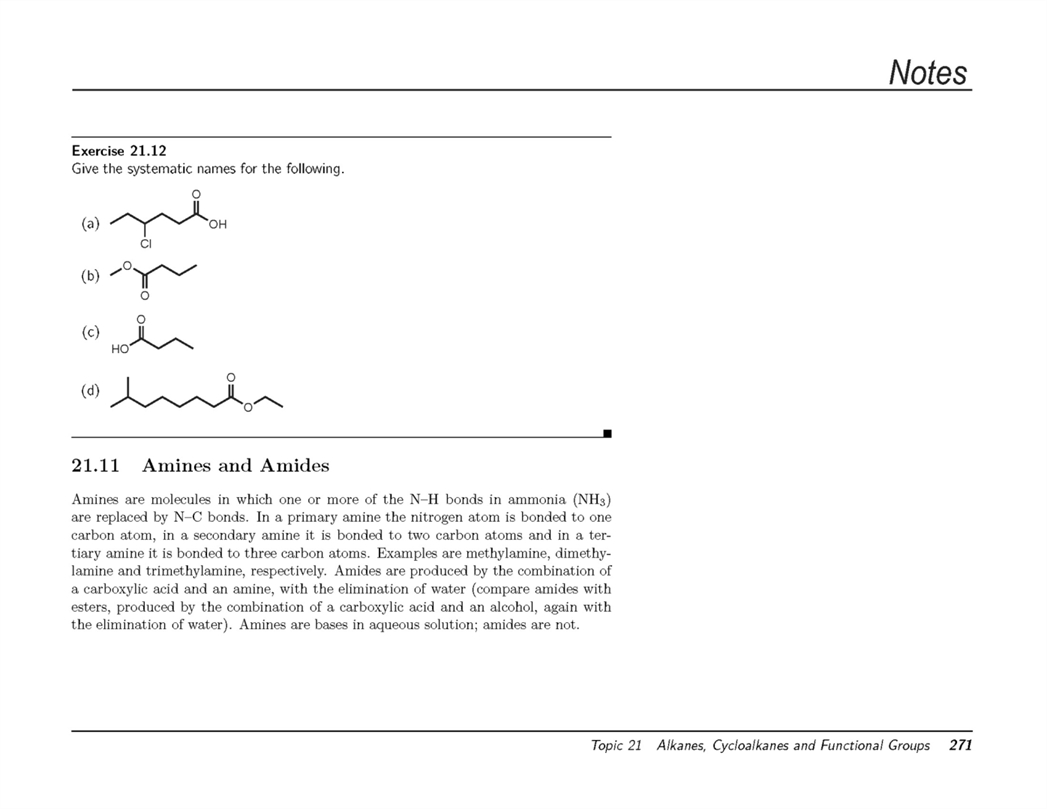 Notes
Exercise 21.12
Give the systematic names for the following.
(a)
O
OH
Cl
(b)
O
O
(c)
O
HO
(d)
O
O
21.11 Amines and Amides
Amines are molecules in which one or more of the N–H bonds in ammonia (NH₃)
are replaced by N–C bonds. In a primary amine the nitrogen atom is bonded to one
carbon atom, in a secondary amine it is bonded to two carbon atoms and in a ter-
tiary amine it is bonded to three carbon atoms. Examples are methylamine, dimethy-
lamine and trimethylamine, respectively. Amides are produced by the combination of
a carboxylic acid and an amine, with the elimination of water (compare amides with
esters, produced by the combination of a carboxylic acid and an alcohol, again with
the elimination of water). Amines are bases in aqueous solution; amides are not.
Topic 21 Alkanes, Cycloalkanes and Functional Groups 271